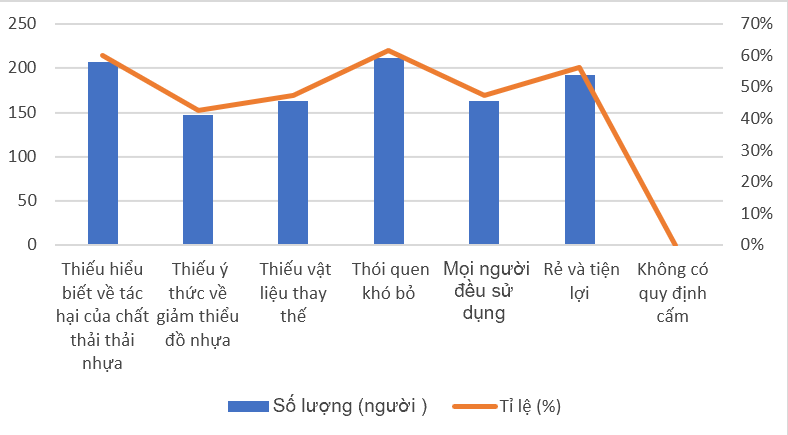 250
200
150
100
50
0
70%
60%
50%
40%
30%
20%
10%
0%
Thiếu hiểu
biết về tác
hại của chất
thải thải
nhựa
Thiếu ý
thức về
giảm thiểu
đồ nhựa
Thiếu vật
liệu thay
thế
Thói quen
khó bỏ
Mọi người
đều sử
dụng
Rẻ và tiện
lợi
Không có
quy định
cấm
Số lượng (người )
Tỉ lệ (%)